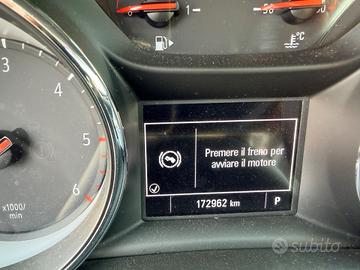 1
50
°C
3
4
5
6
x1000/
min
Premere il freno per
avviare il motore
172962 km
P
subito